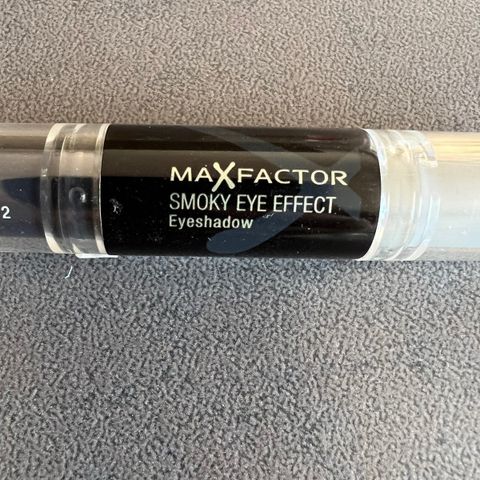 MAXFACTOR
SMOKY EYE EFFECT
Eyeshadow
2